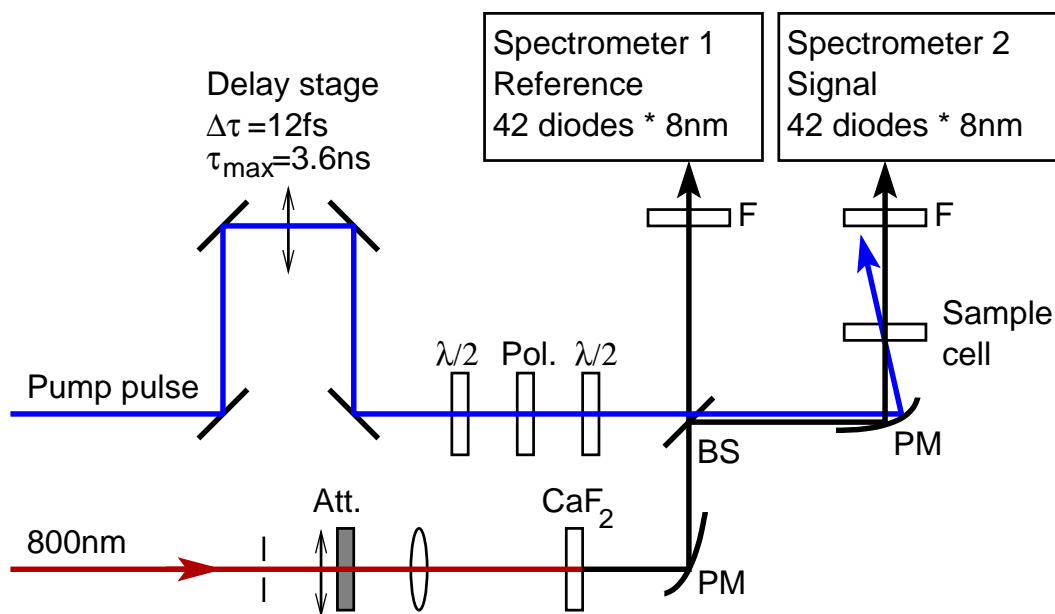 Spectrometer 1
Reference
42 diodes * 8nm
Spectrometer 2
Signal
42 diodes * 8nm
Delay stage
Δτ =12fs
τmax=3.6ns
F
F
Sample
cell
λ/2
Pol.
λ/2
Pump pulse
BS
PM
Att.
CaF2
800nm
PM